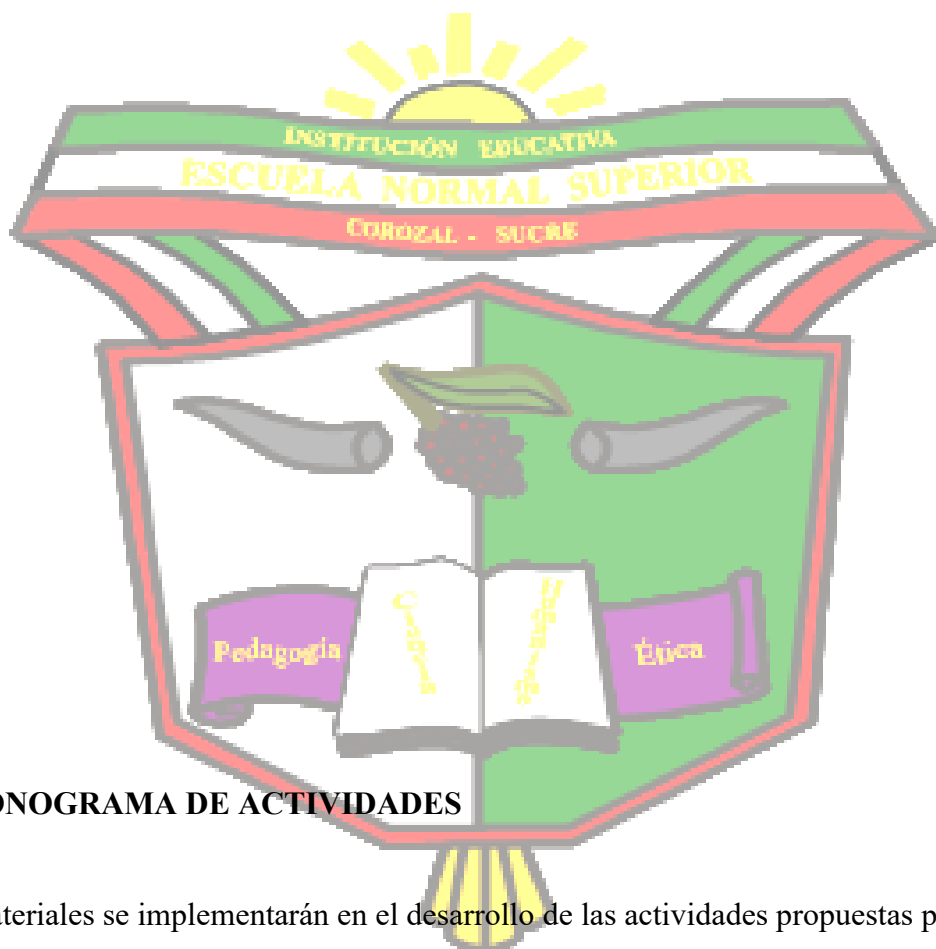 INSTITUCIÓN EDUCATIVA
ESCUELA NORMAL SUPERIOR
COROZAL - SUCRE
Pedagogía
Ética
ONOGRAMA DE ACTIVIDADES
ateriales se implementarán en el desarrollo de las actividades propuestas p